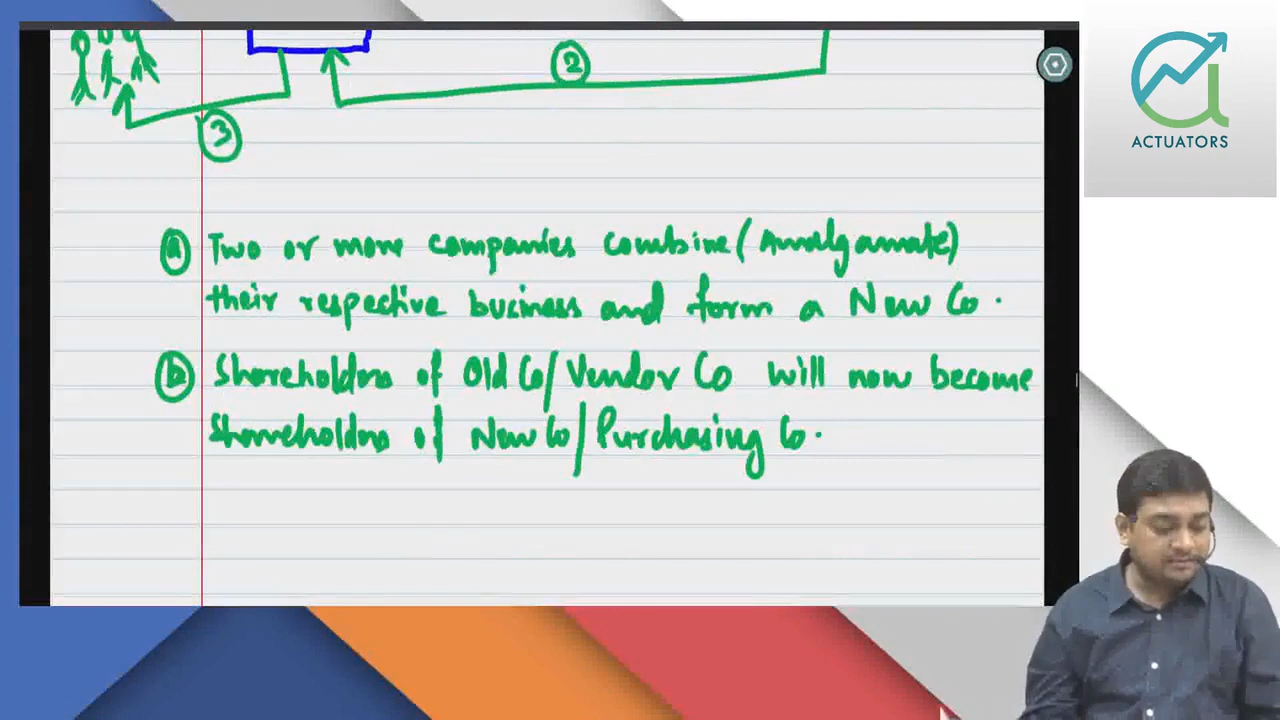 ②
③
ACTUATORS
ⓐ Two or more companies combine (Amalgamate)
their respective business and form a New Co.
ⓑ Shareholders of Old Co/Vendor Co will now become
Shareholders of New Co/Purchasing Co.